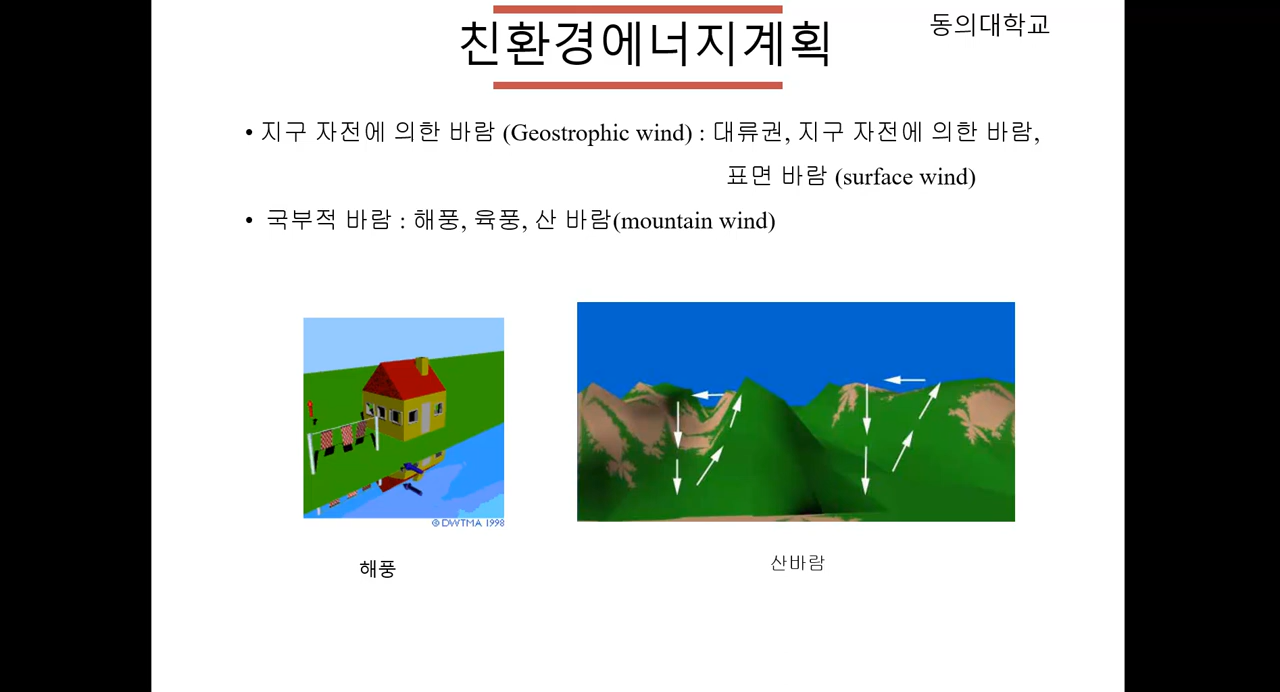 동의대학교
친환경에너지계획
• 지구 자전에 의한 바람 (Geostrophic wind) : 대류권, 지구 자전에 의한 바람,
표면 바람 (surface wind)
• 국부적 바람 : 해풍, 육풍, 산 바람(mountain wind)
© DWTMA 1998
해풍
산바람